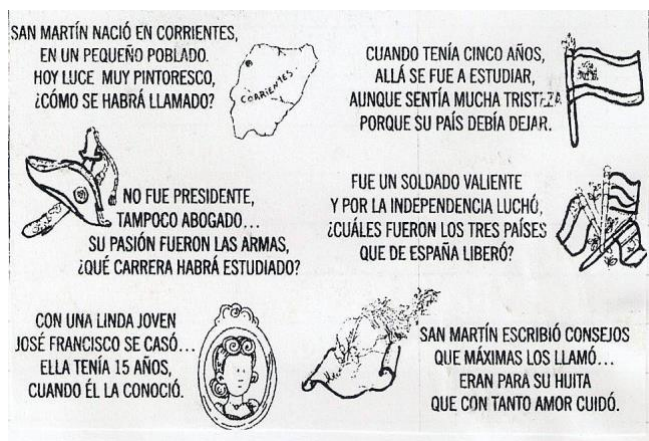 SAN MARTÍN NACIÓ EN CORRIENTES,
EN UN PEQUEÑO POBLADO.
HOY LUCE MUY PINTORESCO,
¿CÓMO SE HABRÁ LLAMADO?
CORRIENTES
CUANDO TENÍA CINCO AÑOS,
ALLÁ SE FUE A ESTUDIAR,
AUNQUE SENTÍA MUCHA TRISTEZA
PORQUE SU PAÍS DEBÍA DEJAR.
NO FUE PRESIDENTE,
TAMPOCO ABOGADO...
SU PASIÓN FUERON LAS ARMAS,
¿QUÉ CARRERA HABRÁ ESTUDIADO?
FUE UN SOLDADO VALIENTE
Y POR LA INDEPENDENCIA LUCHÓ,
¿CUÁLES FUERON LOS TRES PAÍSES
QUE DE ESPAÑA LIBERÓ?
CON UNA LINDA JOVEN
JOSÉ FRANCISCO SE CASÓ...
ELLA TENÍA 15 AÑOS,
CUANDO ÉL LA CONOCIÓ.
SAN MARTÍN ESCRIBIÓ CONSEJOS
QUE MÁXIMAS LOS LLAMÓ...
ERAN PARA SU HIJITA
QUE CON TANTO AMOR CUIDÓ.